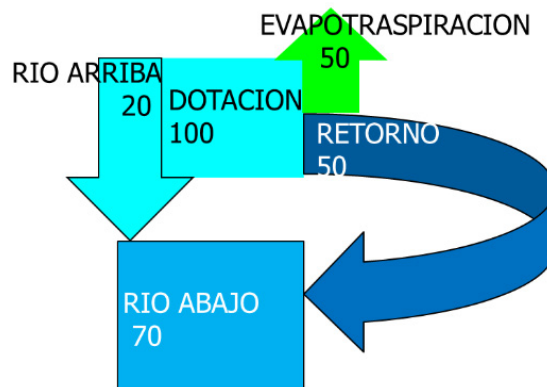 EVAPOTRASPIRACION
50
RIO ARRIBA
20
DOTACION
100
RETORNO
50
RIO ABAJO
70